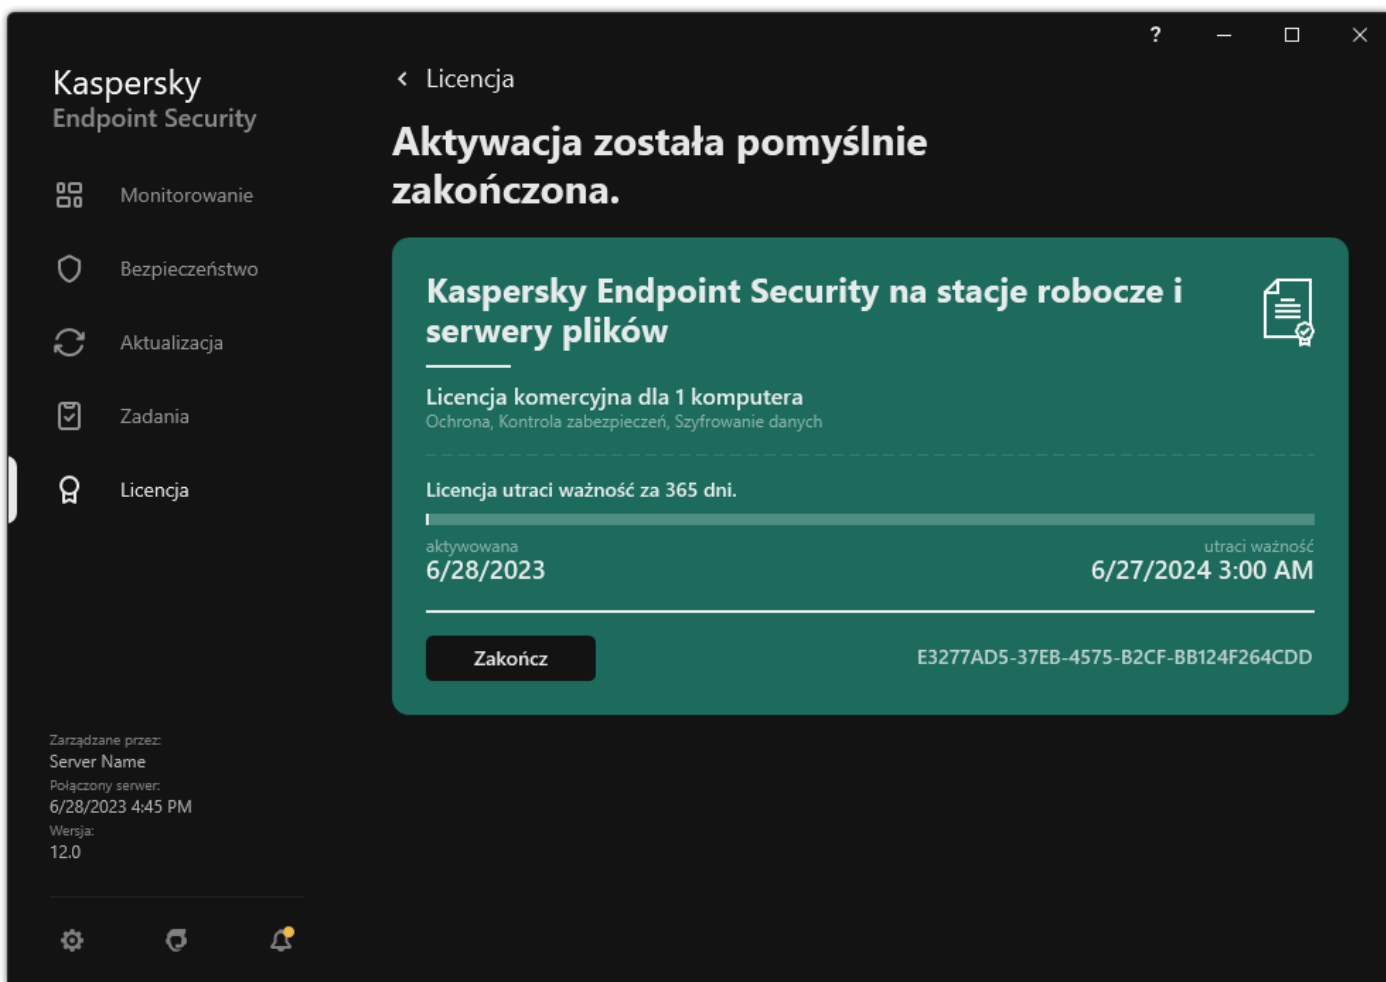 ?
Kaspersky
Endpoint Security
Monitorowanie
Bezpieczeństwo
Aktualizacja
Zadania
Licencja
Zarządzane przez:
Server Name
Połączony serwer:
6/28/2023 4:45 PM
Wersja:
12.0
Licencja
Aktywacja została pomyślnie
zakończona.
Kaspersky Endpoint Security na stacje robocze i
serwery plików
Licencja komercyjna dla 1 komputera
Ochrona, Kontrola zabezpieczeń, Szyfrowanie danych
Licencja utraci ważność za 365 dni.
aktywowana
6/28/2023
utraci ważność
6/27/2024 3:00 AM
Zakończ
E3277AD5-37EB-4575-B2CF-BB124F264CDD